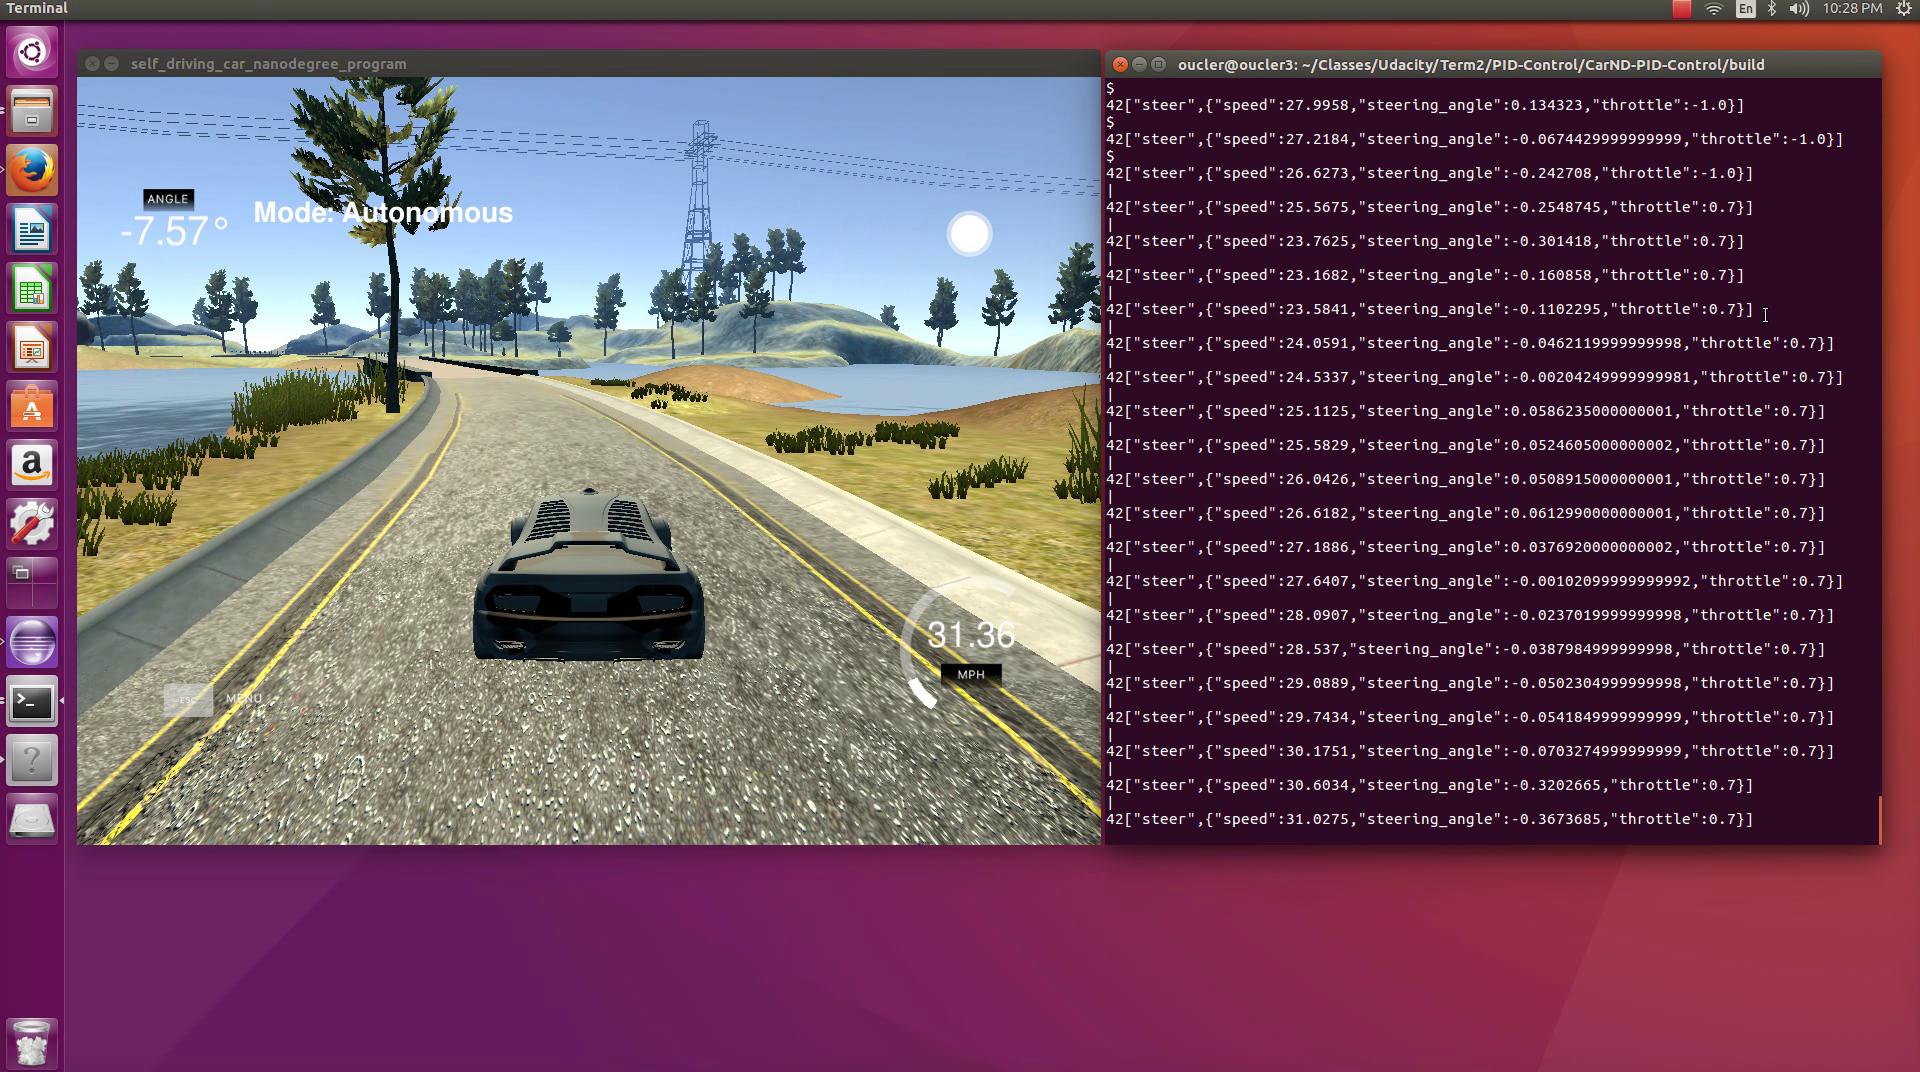 Terminal
En
10:28 PM
self_driving_car_nanodegree_program
ANGLE
-7.57°
Mode: Autonomous
31.36
MPH
ESC
MENU
oucler@oucler3: ~/Classes/Udacity/Term2/PID-Control/CarND-PID-Control/build
$
42["steer",{"speed":27.9958,"steering_angle":0.134323,"throttle":-1.0}]
$
42["steer",{"speed":27.2184,"steering_angle":-0.0674429999999999,"throttle":-1.0}]
$
42["steer",{"speed":26.6273,"steering_angle":-0.242708,"throttle":-1.0}]
|
42["steer",{"speed":25.5675,"steering_angle":-0.2548745,"throttle":0.7}]
|
42["steer",{"speed":23.7625,"steering_angle":-0.301418,"throttle":0.7}]
|
42["steer",{"speed":23.1682,"steering_angle":-0.160858,"throttle":0.7}]
|
42["steer",{"speed":23.5841,"steering_angle":-0.1102295,"throttle":0.7}]
|
42["steer",{"speed":24.0591,"steering_angle":-0.0462119999999998,"throttle":0.7}]
|
42["steer",{"speed":24.5337,"steering_angle":-0.00204249999999981,"throttle":0.7}]
|
42["steer",{"speed":25.1125,"steering_angle":0.0586235000000001,"throttle":0.7}]
|
42["steer",{"speed":25.5829,"steering_angle":0.0524605000000002,"throttle":0.7}]
|
42["steer",{"speed":26.0426,"steering_angle":0.0508915000000001,"throttle":0.7}]
|
42["steer",{"speed":26.6182,"steering_angle":0.0612990000000001,"throttle":0.7}]
|
42["steer",{"speed":27.1886,"steering_angle":0.0376920000000002,"throttle":0.7}]
|
42["steer",{"speed":27.6407,"steering_angle":-0.00102099999999992,"throttle":0.7}]
|
42["steer",{"speed":28.0907,"steering_angle":-0.0237019999999998,"throttle":0.7}]
|
42["steer",{"speed":28.537,"steering_angle":-0.0387984999999998,"throttle":0.7}]
|
42["steer",{"speed":29.0889,"steering_angle":-0.0502304999999998,"throttle":0.7}]
|
42["steer",{"speed":29.7434,"steering_angle":-0.0541849999999999,"throttle":0.7}]
|
42["steer",{"speed":30.1751,"steering_angle":-0.0703274999999999,"throttle":0.7}]
|
42["steer",{"speed":30.6034,"steering_angle":-0.3202665,"throttle":0.7}]
|
42["steer",{"speed":31.0275,"steering_angle":-0.3673685,"throttle":0.7}]